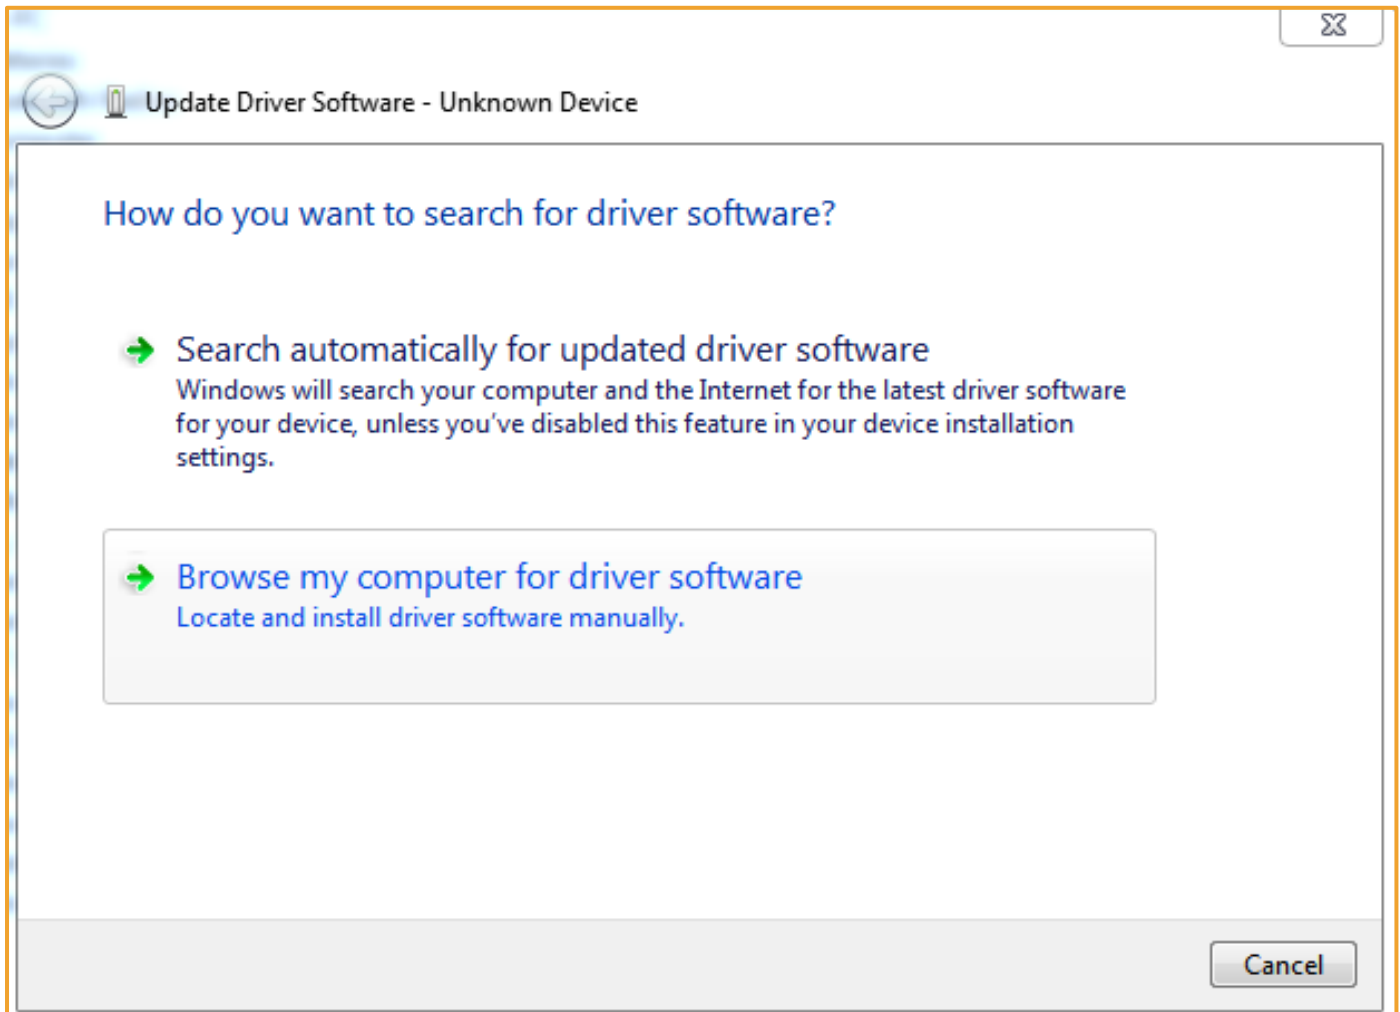 Update Driver Software - Unknown Device
How do you want to search for driver software?
Search automatically for updated driver software
Windows will search your computer and the Internet for the latest driver software
for your device, unless you've disabled this feature in your device installation
settings.
Browse my computer for driver software
Locate and install driver software manually.
Cancel